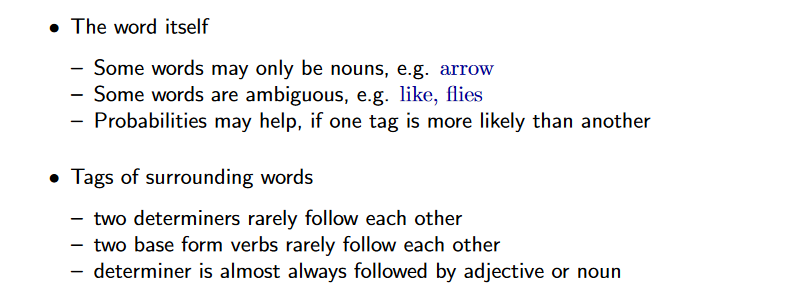 • The word itself
– Some words may only be nouns, e.g. arrow
– Some words are ambiguous, e.g. like, flies
– Probabilities may help, if one tag is more likely than another
• Tags of surrounding words
– two determiners rarely follow each other
– two base form verbs rarely follow each other
– determiner is almost always followed by adjective or noun